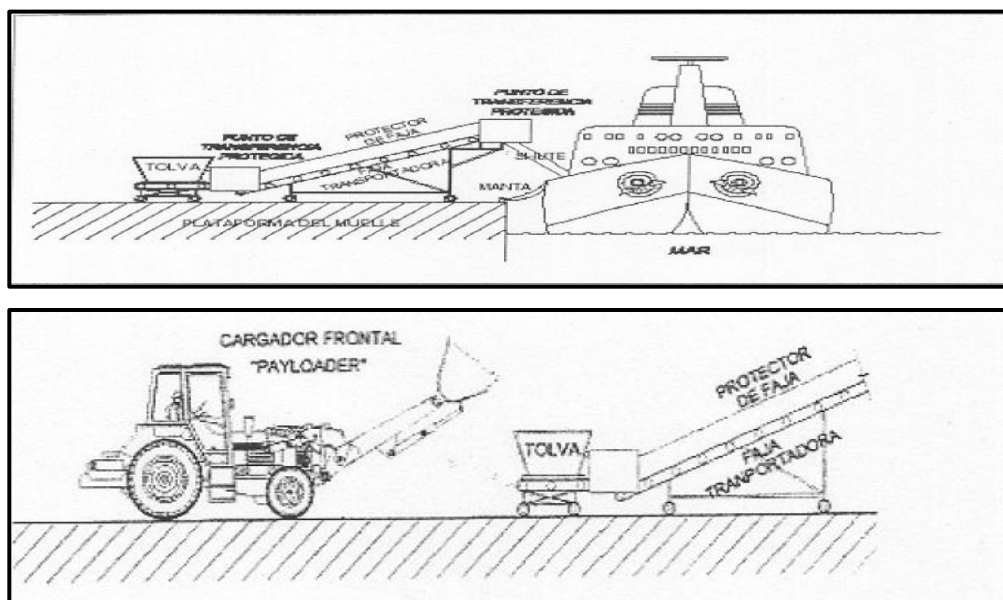 PUNTO DE
TRANSFERENCIA
PROTEGIDA
PROTECTOR
DE FAJA
PUNTO DE
TRANSFERENCIA
PROTEGIDA
TOLVA
FAJA
TRANSPORTADORA
SHUTE
MANTA
PLATAFORMA DEL MUELLE
MAR
CARGADOR FRONTAL
"PAYLOADER"
PROTECTOR
DE FAJA
TOLVA
FAJA
TRANPORTADORA